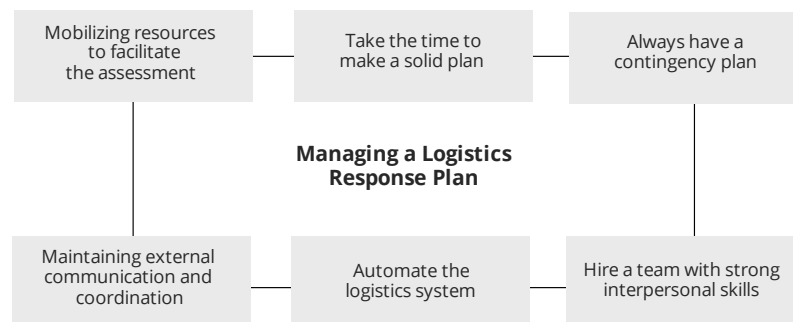 Mobilizing resources
to facilitate
the assessment
Take the time to
make a solid plan
Always have a
contingency plan
Managing a Logistics
Response Plan
Maintaining external
communication and
coordination
Automate the
logistics system
Hire a team with strong
interpersonal skills